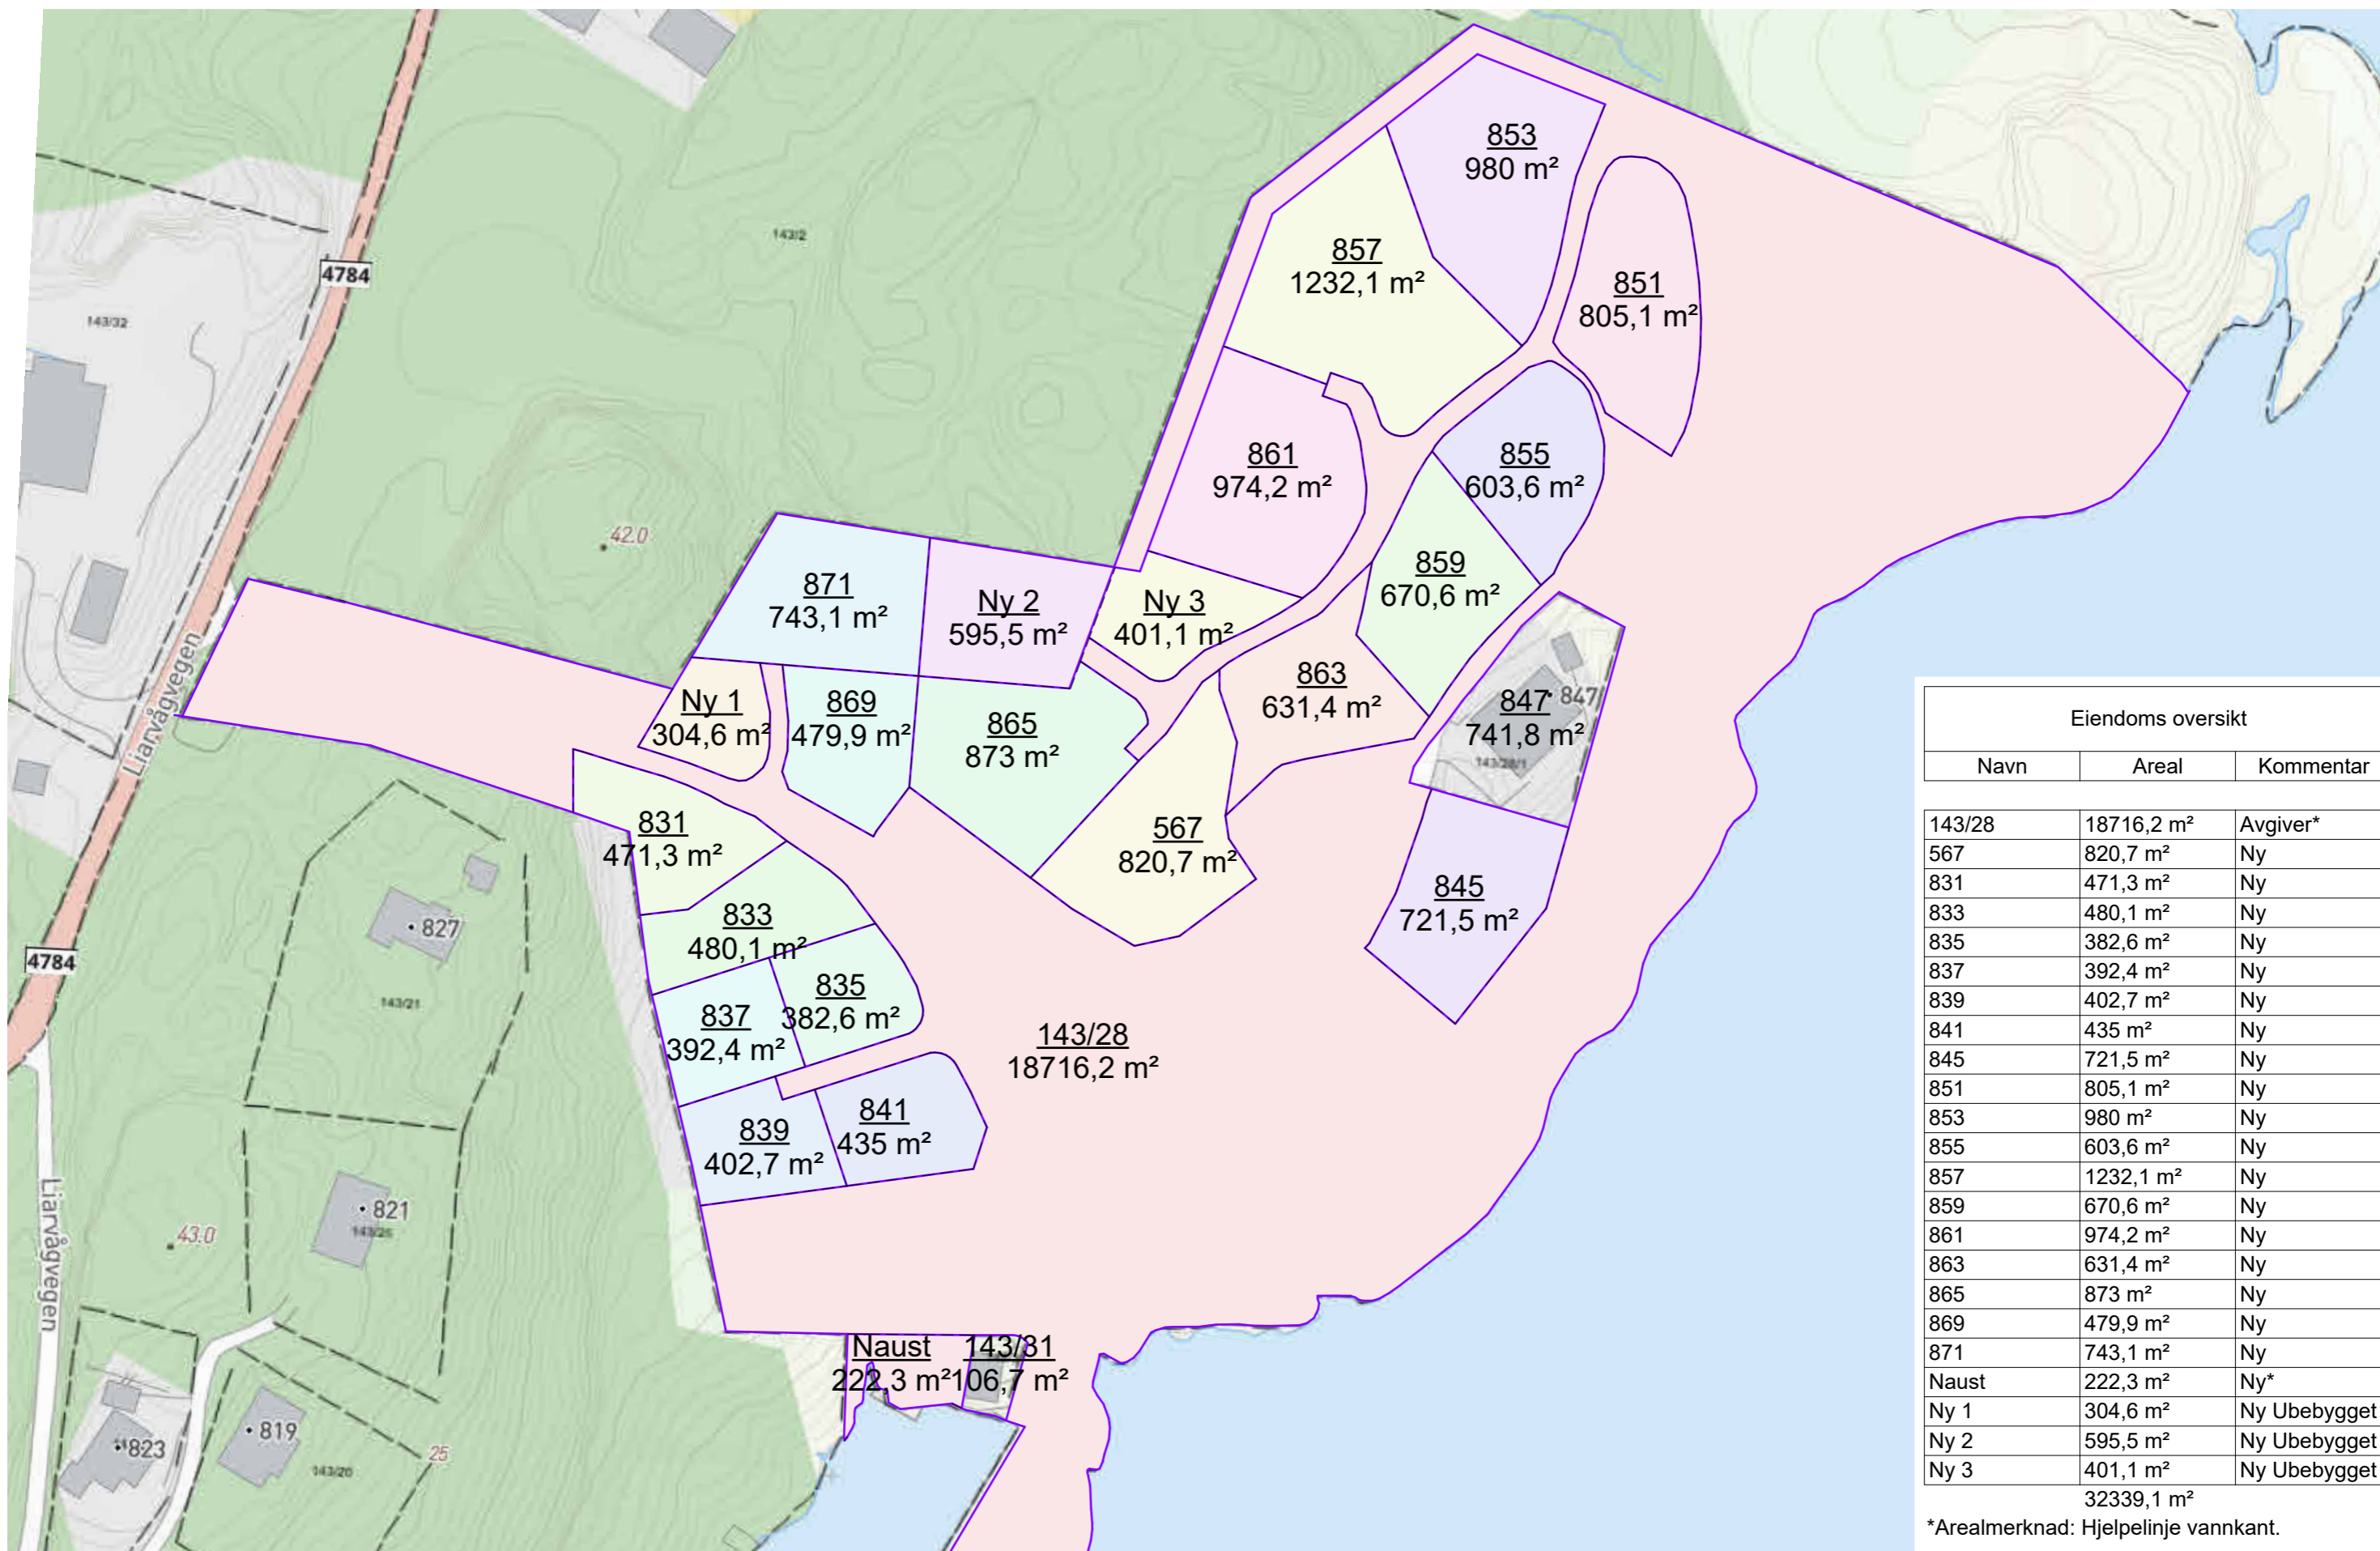 853
980 m²
143/2
857
1232,1 m²
4784
851
805,1 m²
143/32
861
974,2 m²
855
603,6 m²
42.0
871
743,1 m²
Ny 2
595,5 m²
Ny 3
401,1 m²
859
670,6 m²
Liarvågvegen
Ny 1
304,6 m²
869
479,9 m²
865
873 m²
863
631,4 m²
847
847
741,8 m²
143/28/1
831
471,3 m²
567
820,7 m²
827
833
480,1 m²
845
721,5 m²
4784
143/21
835
382,6 m²
837
392,4 m²
143/28
18716,2 m²
839
402,7 m²
841
435 m²
Liarvågvegen
821
43.0
Naust
222,3 m²
143/31
106,7 m²
823
819
25
143/20
Eiendoms oversikt
Navn Areal Kommentar
143/28 18716,2 m² Avgiver*
567 820,7 m² Ny
831 471,3 m² Ny
833 480,1 m² Ny
835 382,6 m² Ny
837 392,4 m² Ny
839 402,7 m² Ny
841 435 m² Ny
845 721,5 m² Ny
851 805,1 m² Ny
853 980 m² Ny
855 603,6 m² Ny
857 1232,1 m² Ny
859 670,6 m² Ny
861 974,2 m² Ny
863 631,4 m² Ny
865 873 m² Ny
869 479,9 m² Ny
871 743,1 m² Ny
Naust 222,3 m² Ny*
Ny 1 304,6 m² Ny Ubebygget
Ny 2 595,5 m² Ny Ubebygget
Ny 3 401,1 m² Ny Ubebygget
32339,1 m²
*Arealmerknad: Hjelpelinje vannkant.